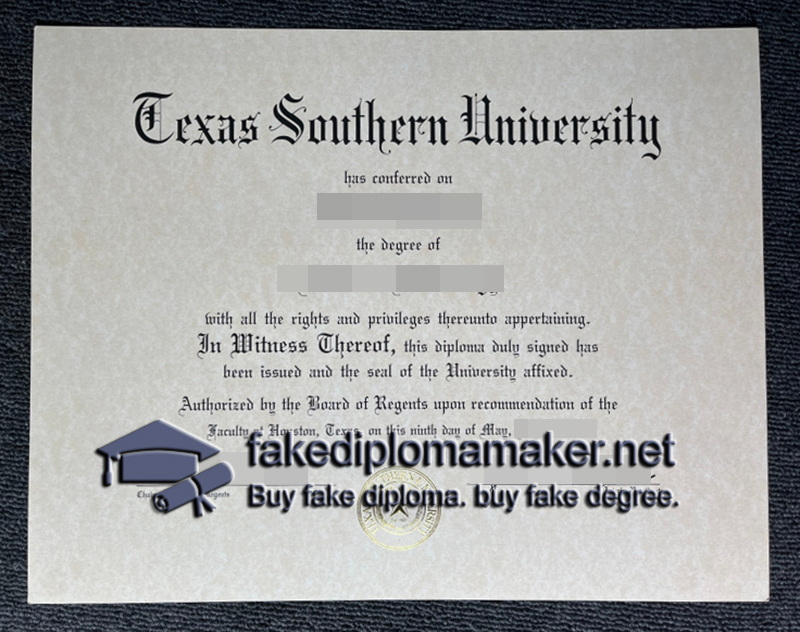 Texas Southern University
has conferred on
the degree of
with all the rights and privileges thereunto appertaining.
In Witness Thereof, this diploma duly signed has
been issued and the seal of the University affixed.
Authorized by the Board of Regents upon recommendation of the
Faculty at Houston, Texas, on this ninth day of May,
fakediplomamaker.net
Regents
Buy fake diploma. buy fake degree.